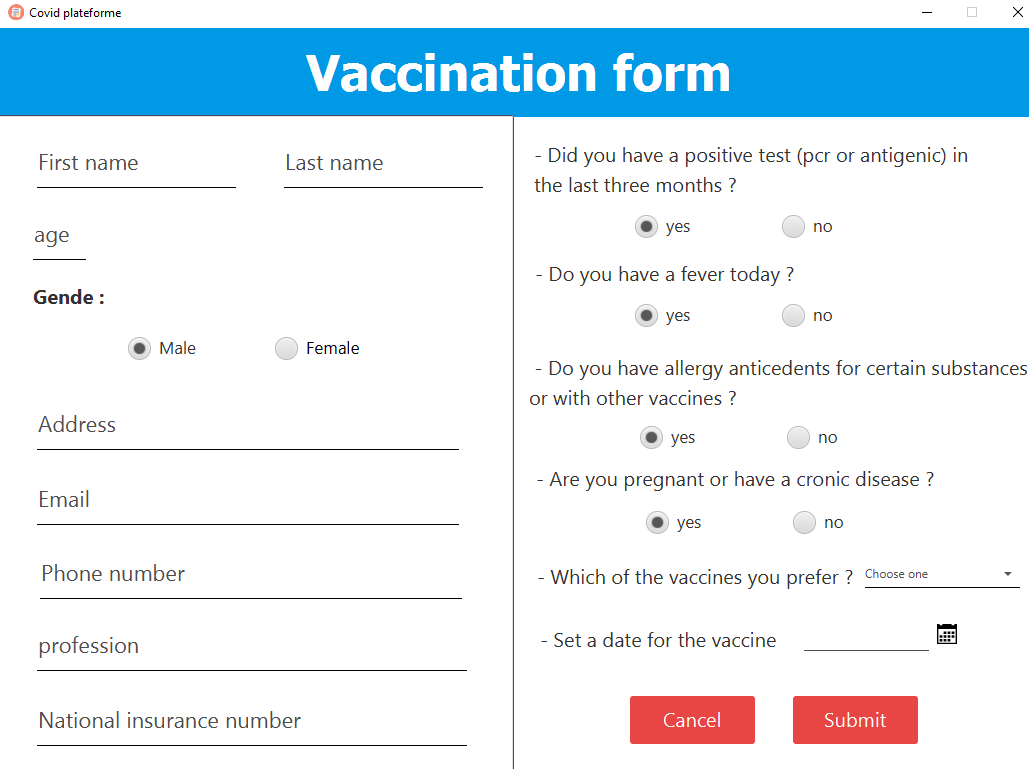 Covid plateforme
Vaccination form
First name
Last name
age
Gende :
Male
Female
Address
Email
Phone number
profession
National insurance number
- Did you have a positive test (pcr or antigenic) in
the last three months ?
yes
no
- Do you have a fever today ?
yes
no
- Do you have allergy anticedents for certain substances
or with other vaccines ?
yes
no
- Are you pregnant or have a cronic disease ?
yes
no
- Which of the vaccines you prefer ?
Choose one
- Set a date for the vaccine
Cancel
Submit